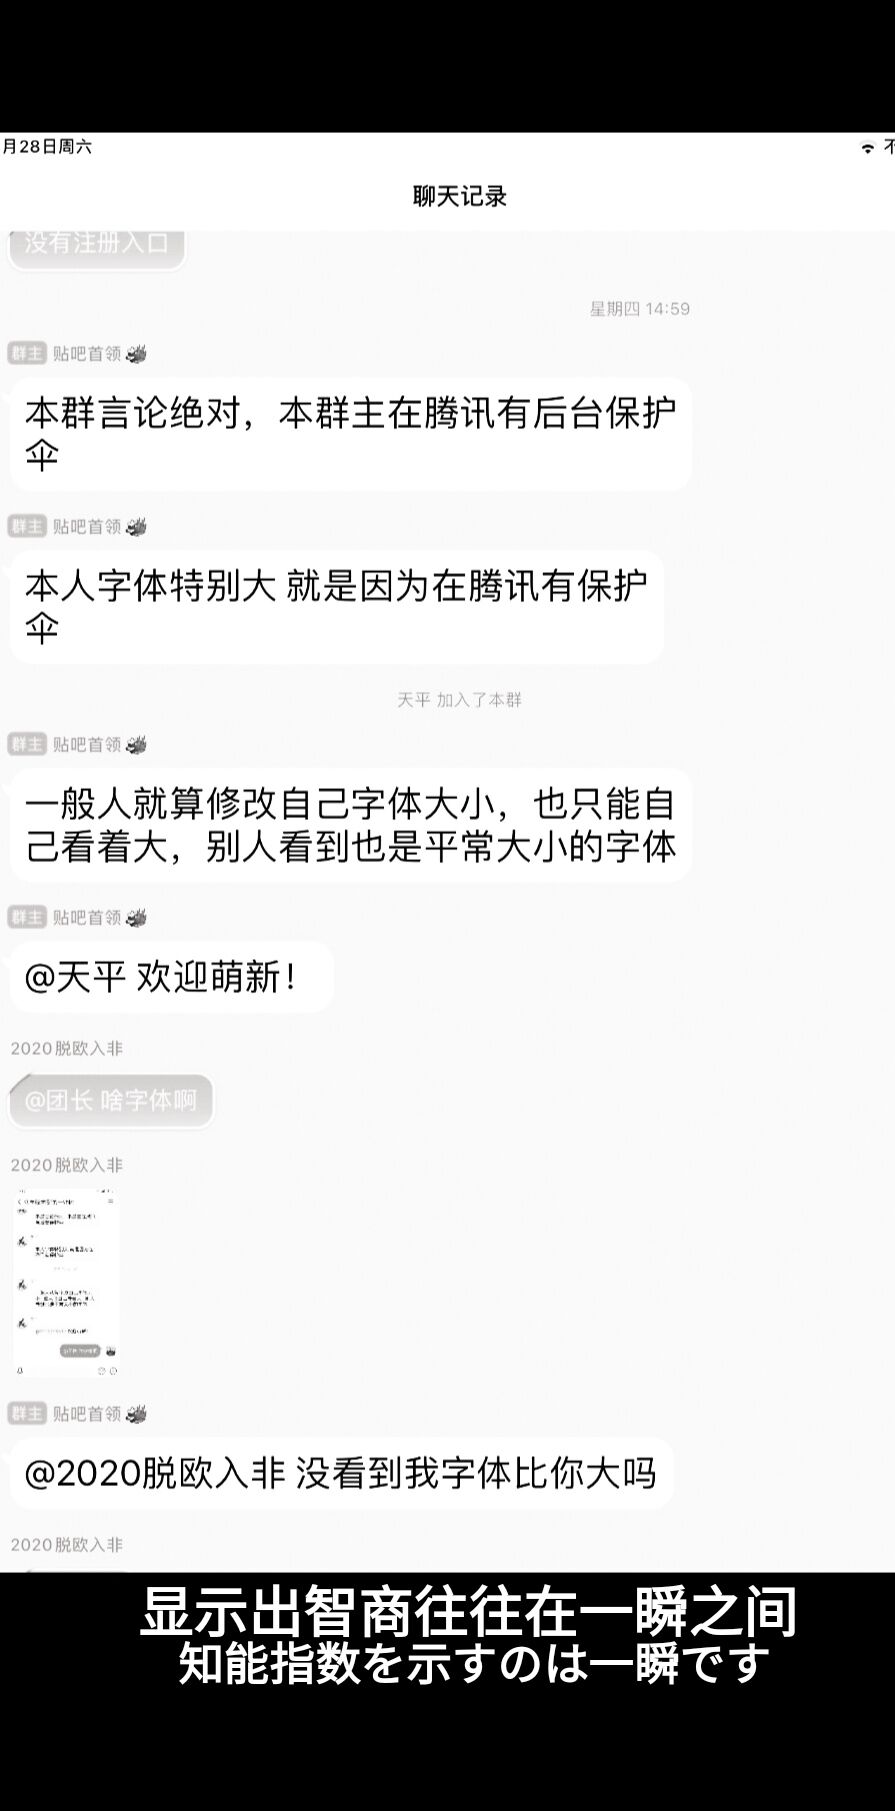 月28日周六
不
聊天记录
没有注册入口
星期四 14:59
群主 贴吧首领
本群言论绝对，本群主在腾讯有后台保护
伞
群主 贴吧首领
本人字体特别大 就是因为在腾讯有保护
伞
天平 加入了本群
群主 贴吧首领
一般人就算修改自己字体大小，也只能自
己看着大，别人看到也是平常大小的字体
群主 贴吧首领
@天平 欢迎萌新！
2020脱欧入非
@团长 啥字体啊
2020脱欧入非
群主 贴吧首领
@2020脱欧入非 没看到我字体比你大吗
2020脱欧入非
显示出智商往往在一瞬之间
知能指数を示すのは一瞬です